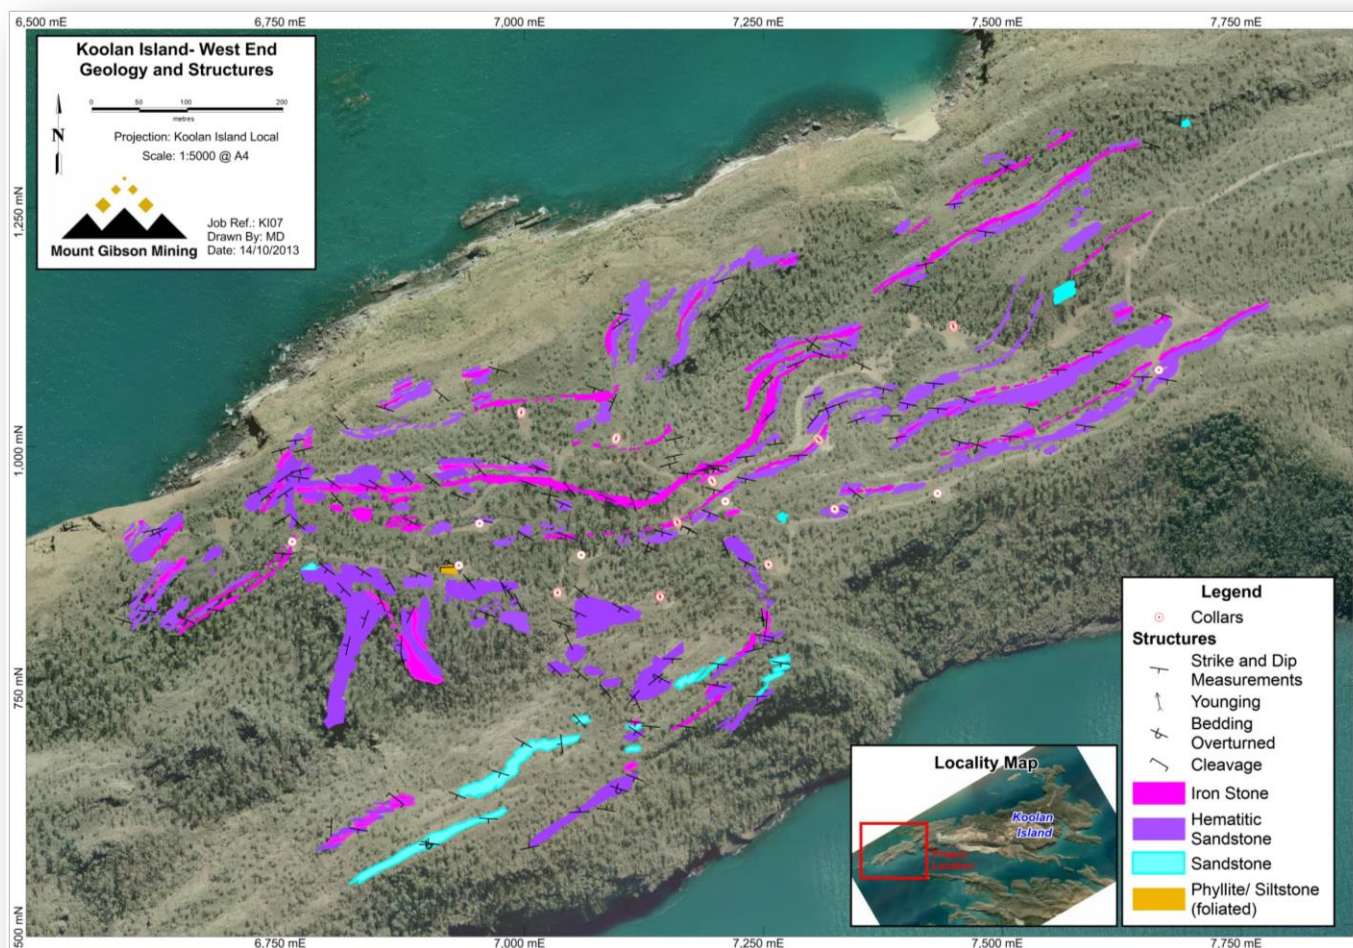 6,500 mE 6,750 mE 7,000 mE 7,250 mE 7,500 mE 7,750 mE
Koolan Island- West End
Geology and Structures
0 50 100 200
metres
N
Projection: Koolan Island Local
Scale: 1:5000 @ A4
Job Ref.: KI07
Drawn By: MD
Date: 14/10/2013
Mount Gibson Mining
1,250 mN
1,000 mN
750 mN
500 mN
Legend
Collars
Structures
Strike and Dip
Measurements
Younging
Bedding
Overturned
Cleavage
Iron Stone
Hematitic
Sandstone
Sandstone
Phyllite/ Siltstone
(foliated)
Locality Map
Koolan
Island
Project
Location
6,750 mE 7,000 mE 7,250 mE 7,500 mE 7,750 mE